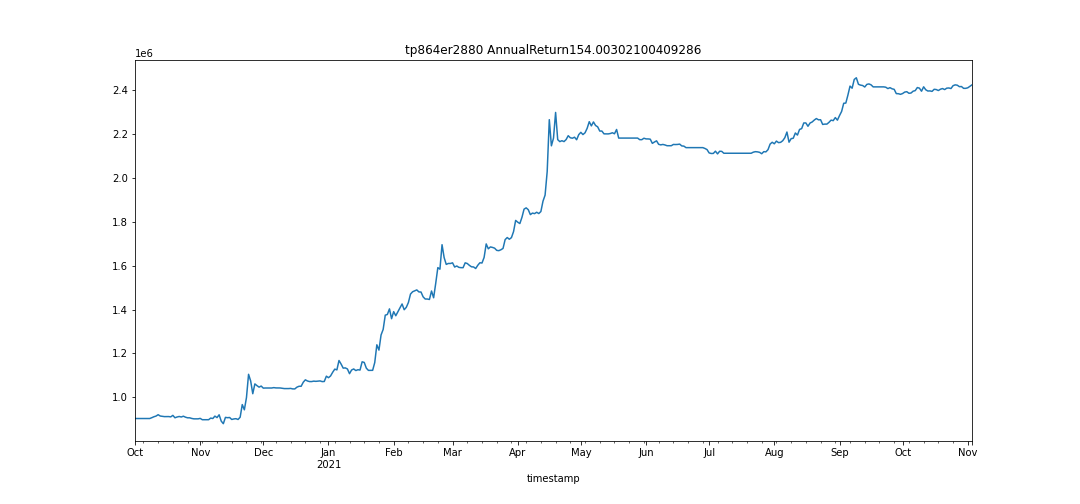 tp864er2880 AnnualReturn154.00302100409286
1e6
2.4
2.2
2.0
1.8
1.6
1.4
1.2
1.0
Oct Nov Dec Jan Feb Mar Apr May Jun Jul Aug Sep Oct Nov
2021
timestamp